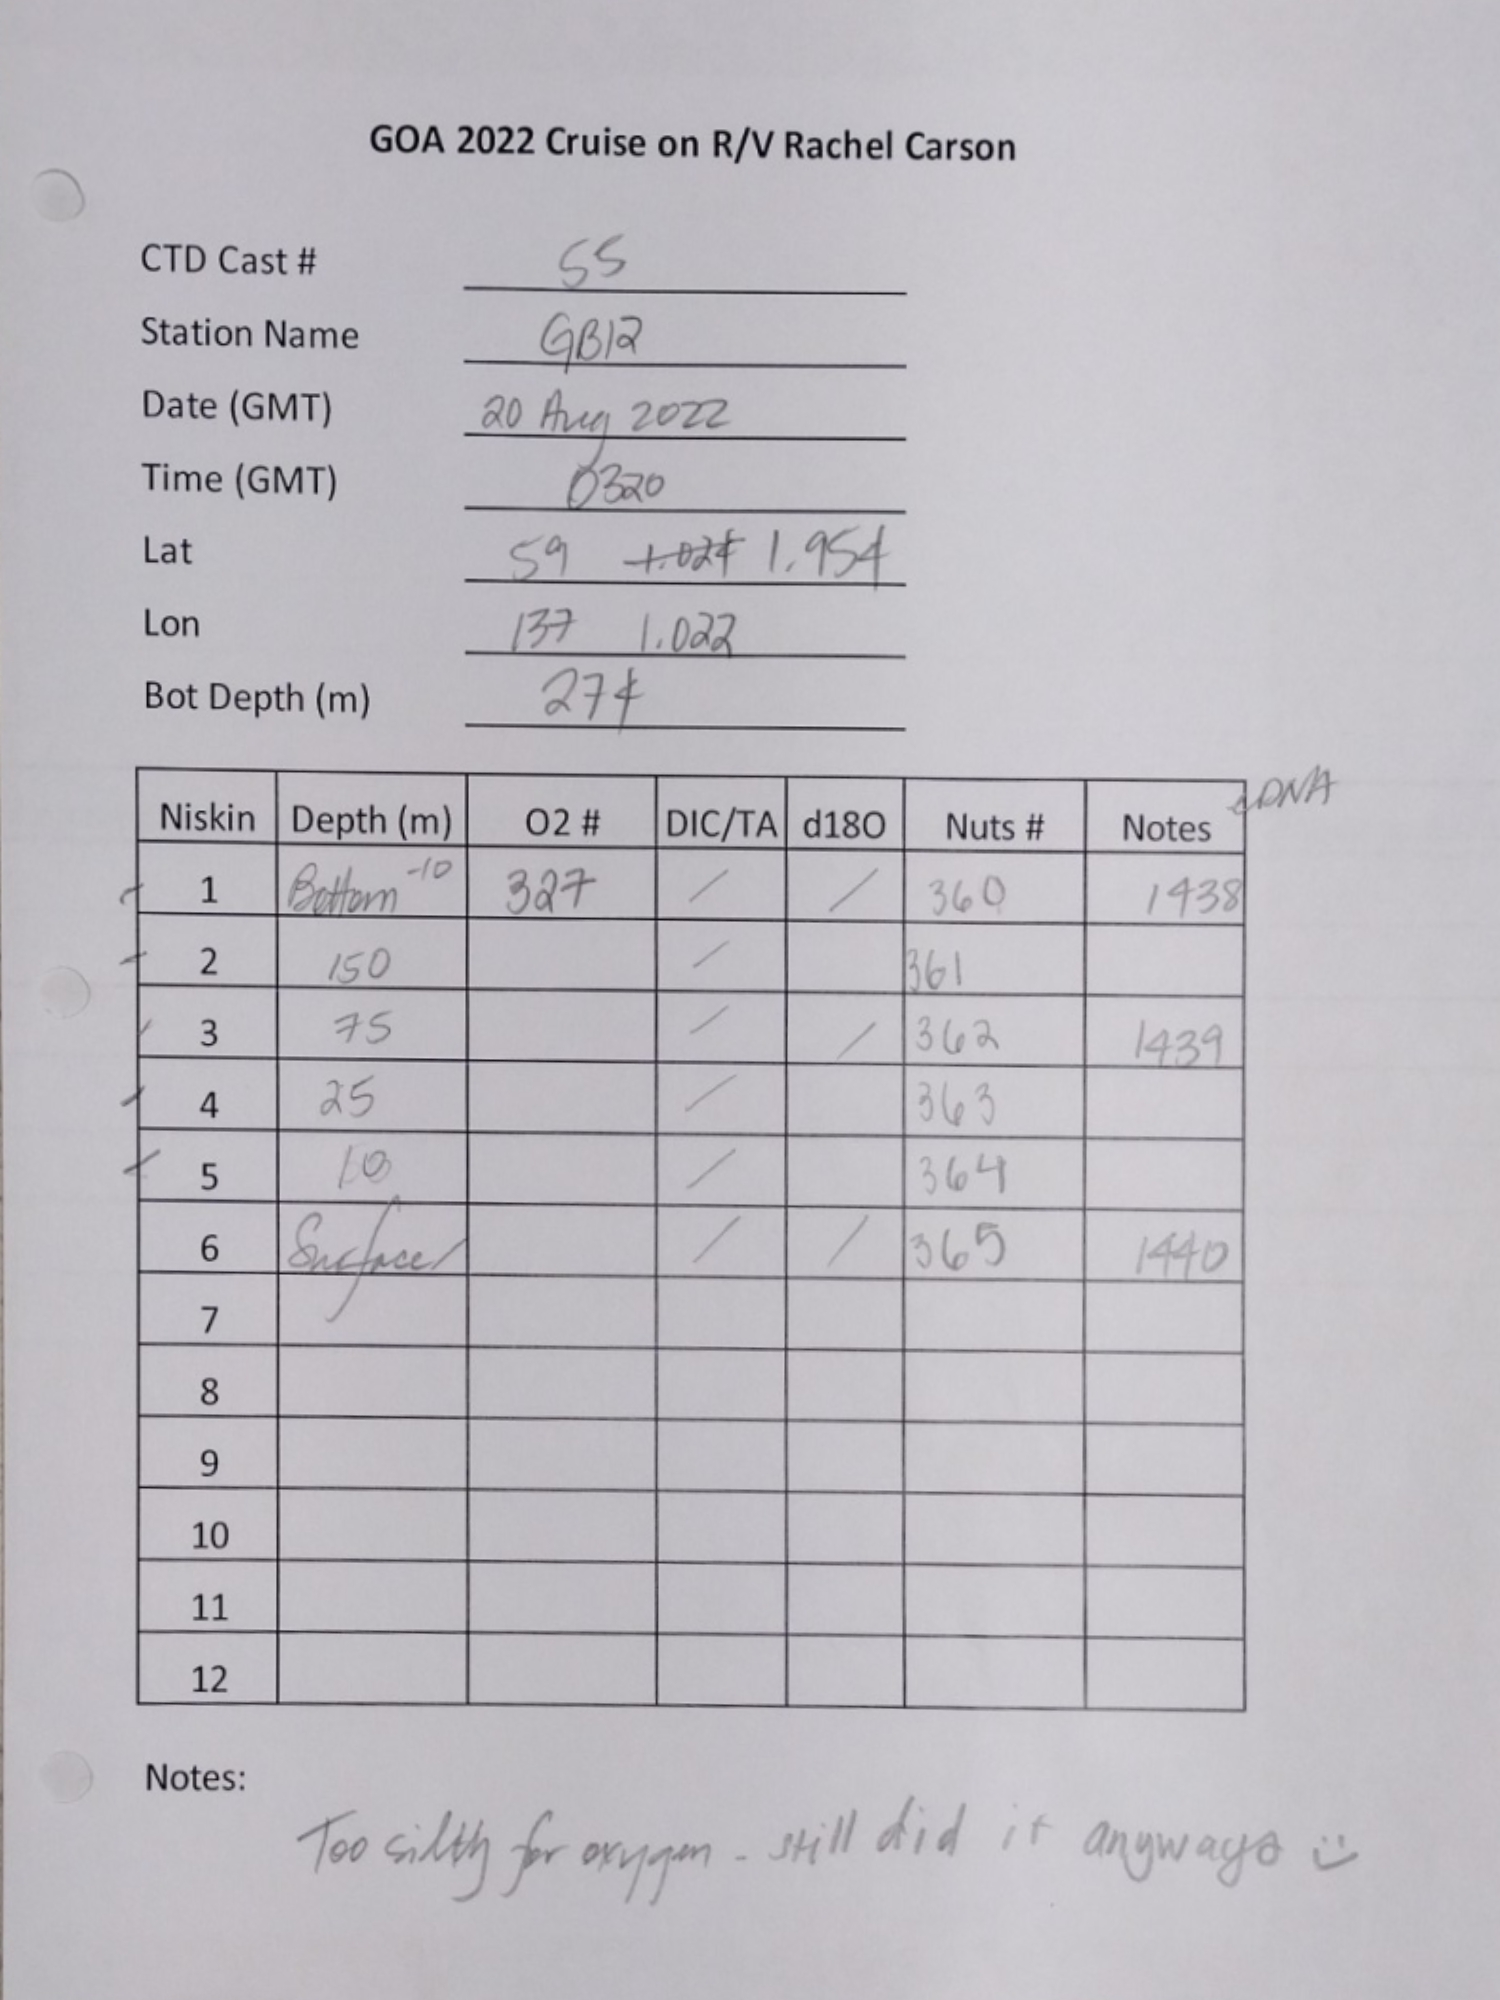 GOA 2022 Cruise on R/V Rachel Carson
CTD Cast # 55
Station Name GB12
Date (GMT) 20 Aug 2022
Time (GMT) 0320
Lat 59 1.024 1.954
Lon 137 1.022
Bot Depth (m) 274
Niskin Depth (m) O2 # DIC/TA d18O Nuts # Notes eDNA
1 Bottom -10 327 / / 360 1438
2 150 / 361
3 75 / / 362 1439
4 25 / 363
5 10 / 364
6 Surface / / 365 1440
7
8
9
10
11
12
Notes:
Too silty for oxygen - still did it anyways :)